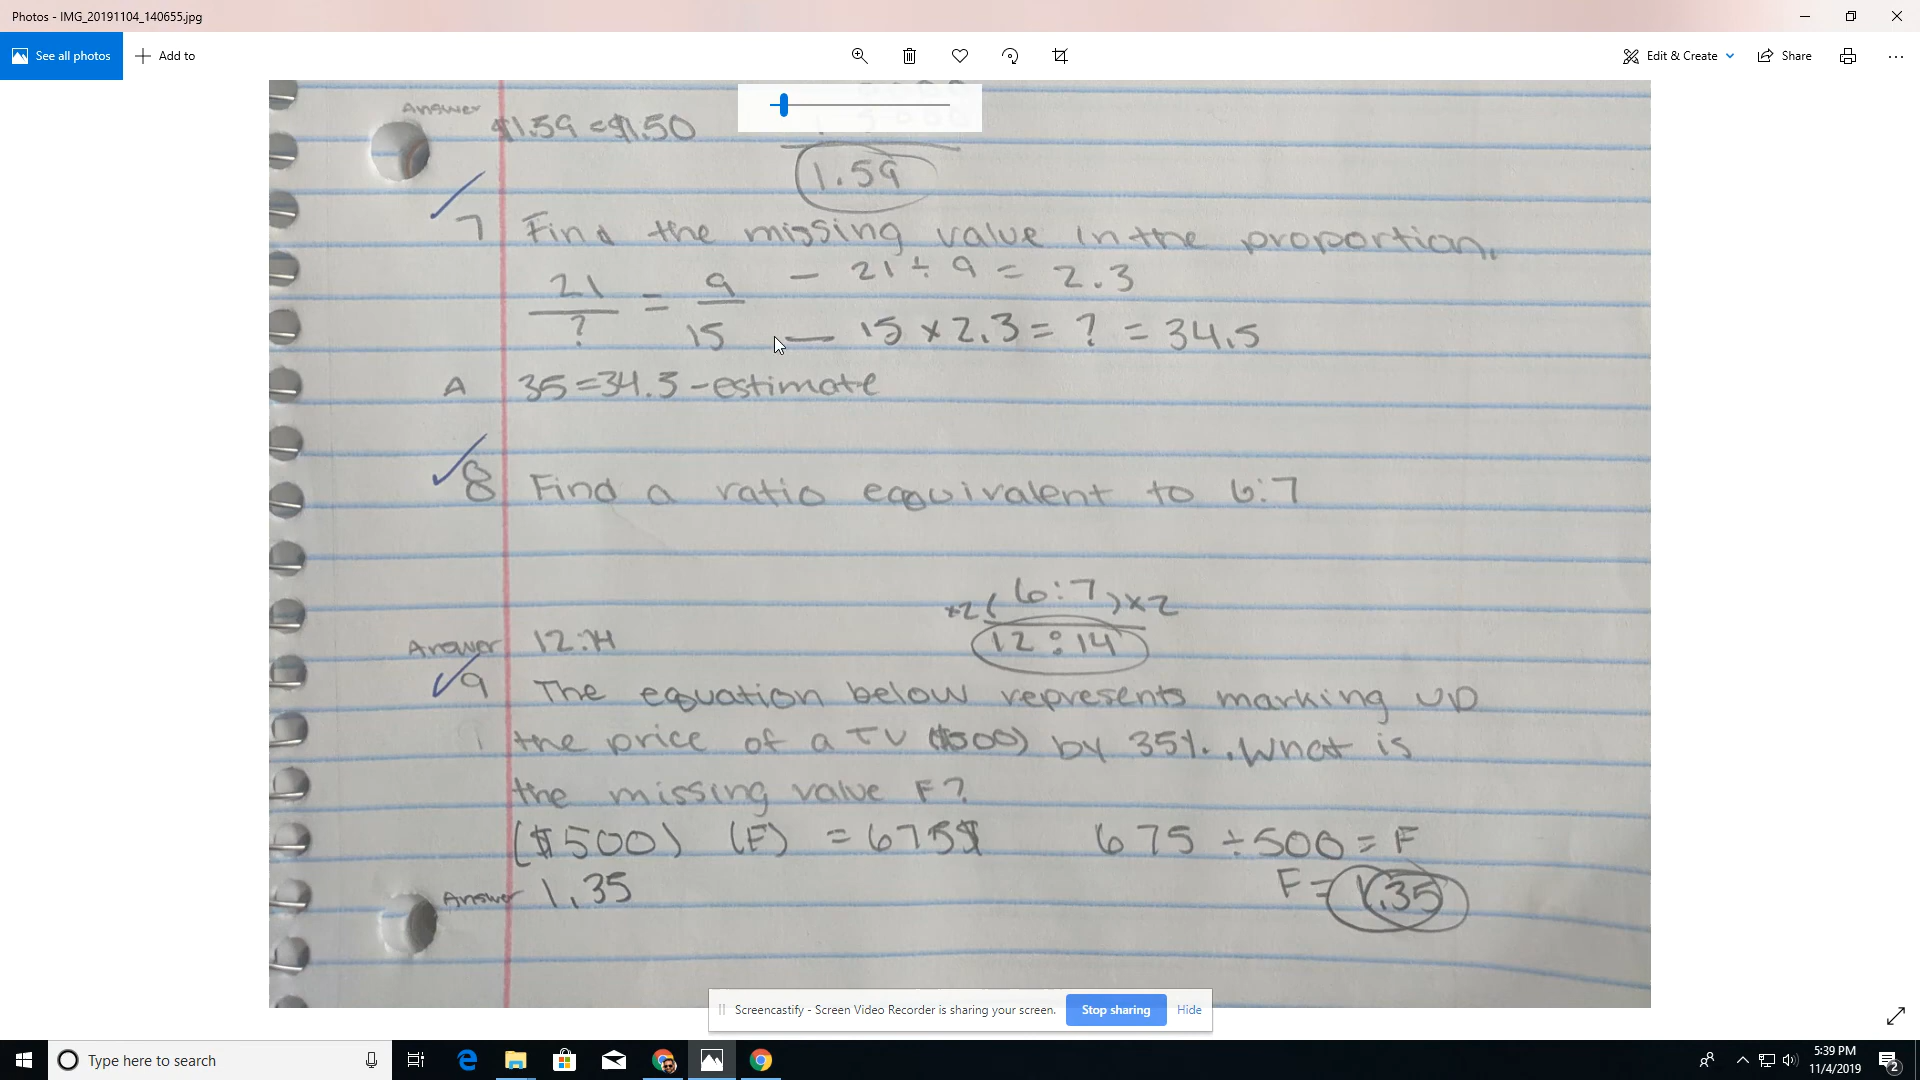 Photos - IMG_20191104_140655.jpg
See all photos
Add to
Edit & Create
Share
Answer
$1.59 = $1.50
1.59
7 Find the missing value in the proportion.
21/? = 9/15
— 21 ÷ 9 = 2.3
— 15 x 2.3 = ? = 34.5
A 35 = 34.5 - estimate
8 Find a ratio equivalent to 6:7
x2 ( 6:7 ) x2
12:14
Answer 12:14
9 The equation below represents marking up
the price of a TV ($500) by 35%. What is
the missing value F?
($500) (F) = 675$ 675 ÷ 500 = F
Answer 1.35 F = 1.35
Screencastify - Screen Video Recorder is sharing your screen.
Stop sharing
Hide
Type here to search
5:39 PM
11/4/2019
2